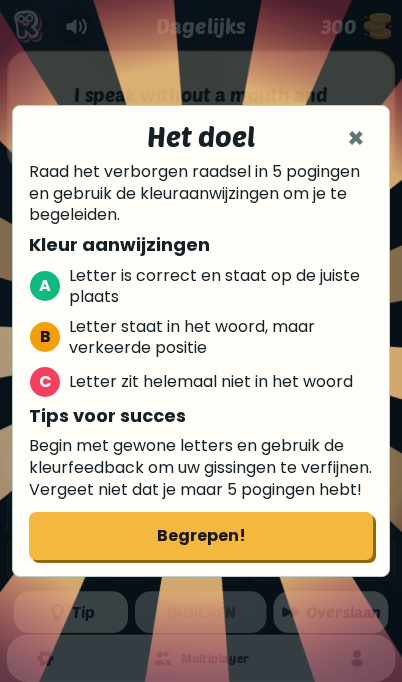 Dagelijks
300
I speak without a mouth and
Het doel
Raad het verborgen raadsel in 5 pogingen
en gebruik de kleuraanwijzingen om je te
begeleiden.
Kleur aanwijzingen
A
Letter is correct en staat op de juiste
plaats
B
Letter staat in het woord, maar
verkeerde positie
C
Letter zit helemaal niet in het woord
Tips voor succes
Begin met gewone letters en gebruik de
kleurfeedback om uw gissingen te verfijnen.
Vergeet niet dat je maar 5 pogingen hebt!
Begrepen!
Tip
INDIENEN
Overslaan
Multiplayer